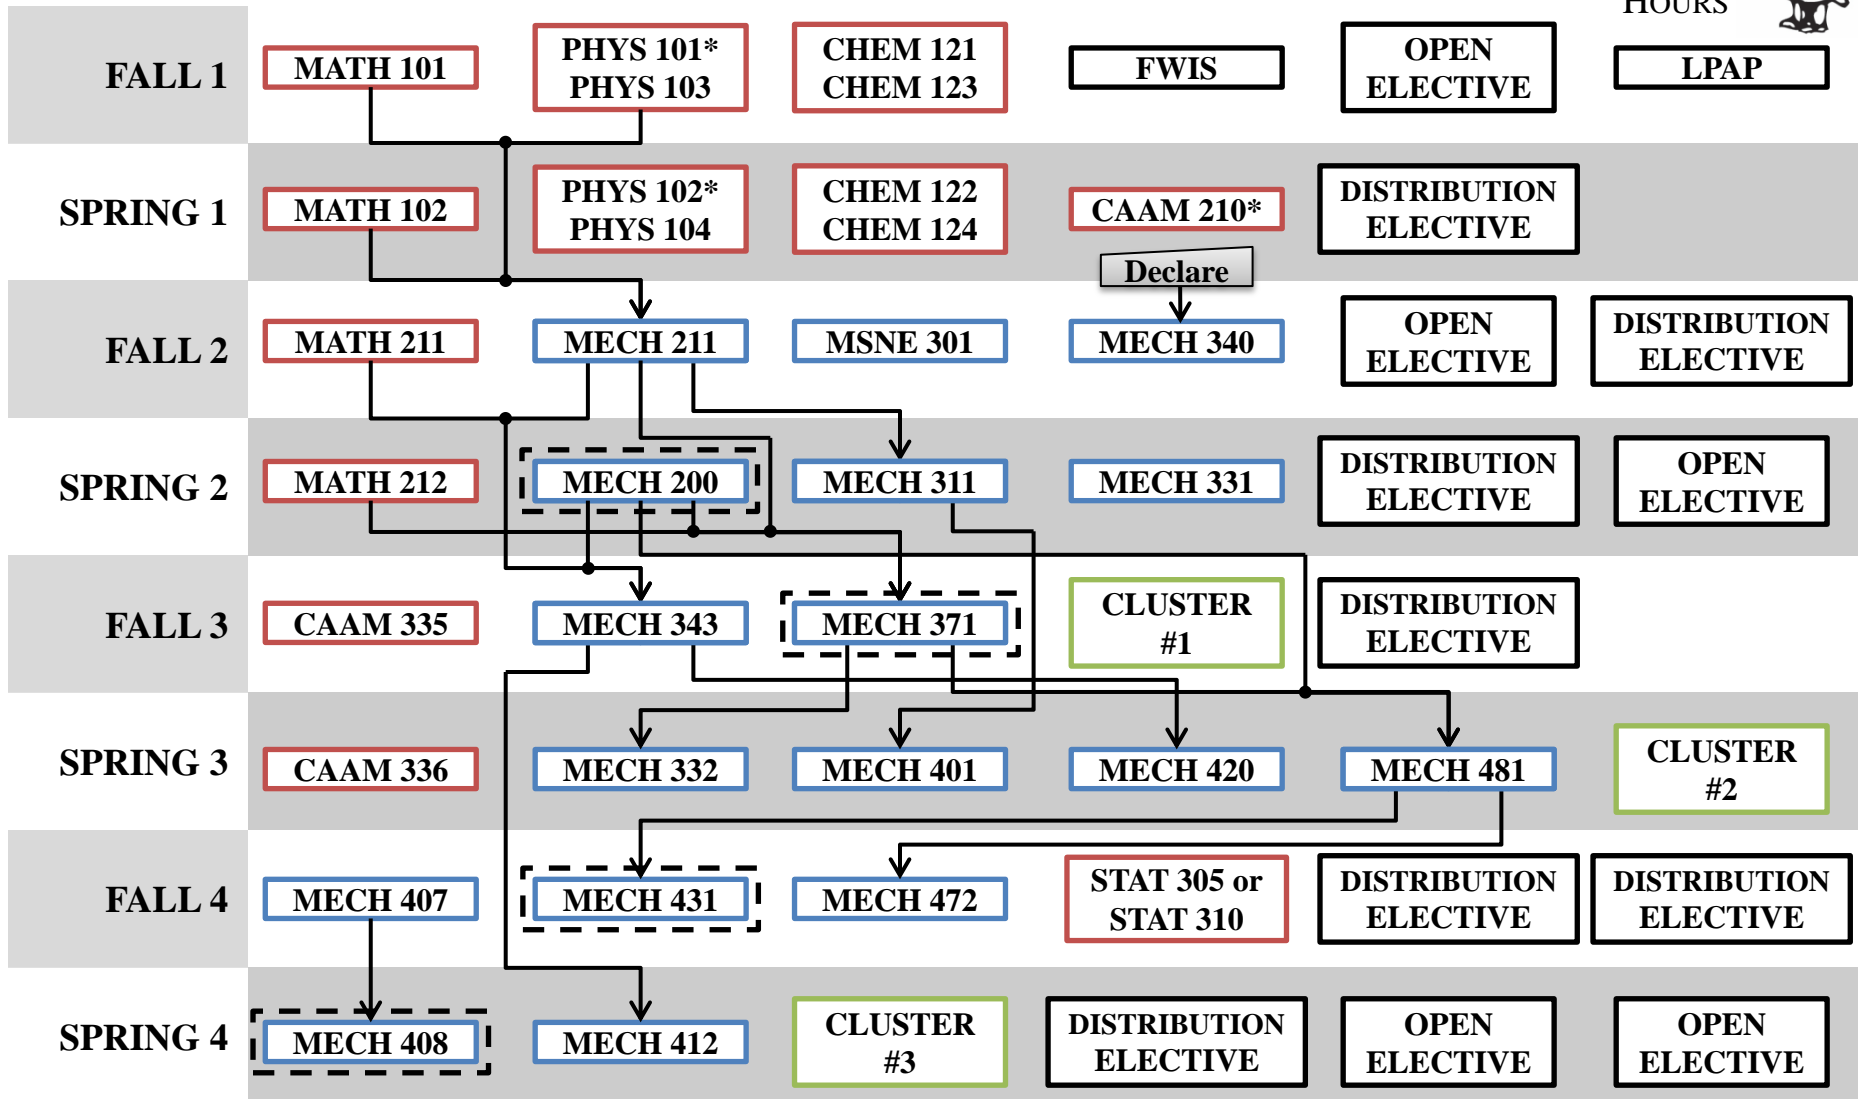 HOURS
FALL 1
MATH 101
PHYS 101*
PHYS 103
CHEM 121
CHEM 123
FWIS
OPEN
ELECTIVE
LPAP
SPRING 1
MATH 102
PHYS 102*
PHYS 104
CHEM 122
CHEM 124
CAAM 210*
DISTRIBUTION
ELECTIVE
Declare
FALL 2
MATH 211
MECH 211
MSNE 301
MECH 340
OPEN
ELECTIVE
DISTRIBUTION
ELECTIVE
SPRING 2
MATH 212
MECH 200
MECH 311
MECH 331
DISTRIBUTION
ELECTIVE
OPEN
ELECTIVE
FALL 3
CAAM 335
MECH 343
MECH 371
CLUSTER
#1
DISTRIBUTION
ELECTIVE
SPRING 3
CAAM 336
MECH 332
MECH 401
MECH 420
MECH 481
CLUSTER
#2
FALL 4
MECH 407
MECH 431
MECH 472
STAT 305 or
STAT 310
DISTRIBUTION
ELECTIVE
DISTRIBUTION
ELECTIVE
SPRING 4
MECH 408
MECH 412
CLUSTER
#3
DISTRIBUTION
ELECTIVE
OPEN
ELECTIVE
OPEN
ELECTIVE